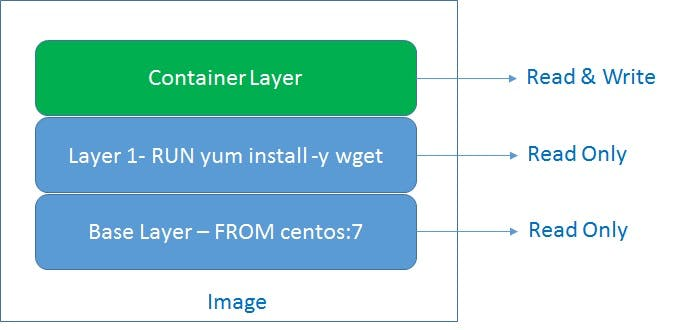 Container Layer
Read & Write
Layer 1- RUN yum install -y wget
Read Only
Base Layer – FROM centos:7
Read Only
Image